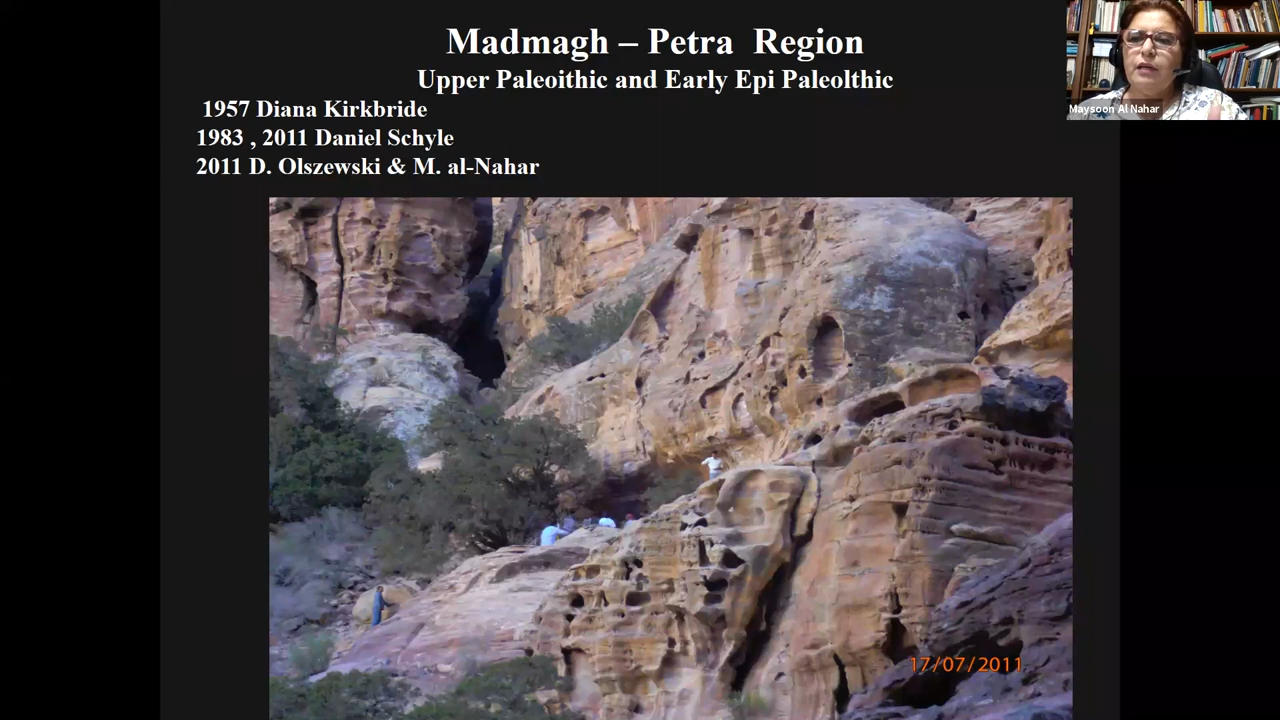 Madmagh – Petra Region
Upper Paleoithic and Early Epi Paleolthic
1957 Diana Kirkbride
1983 , 2011 Daniel Schyle
2011 D. Olszewski & M. al-Nahar
Maysoon Al Nahar
17/07/2011